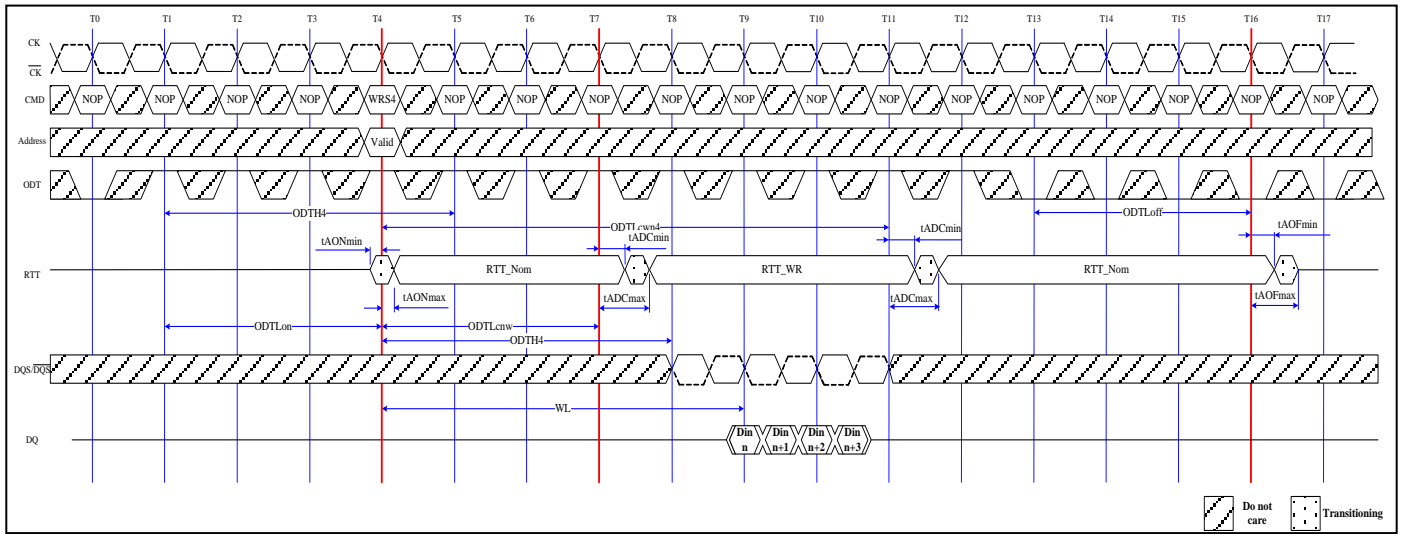 T0 T1 T2 T3 T4 T5 T6 T7 T8 T9 T10 T11 T12 T13 T14 T15 T16 T17
CK
CK
CMD NOP NOP NOP NOP WRS4 NOP NOP NOP NOP NOP NOP NOP NOP NOP NOP NOP NOP NOP
Address Valid
ODT
ODTH4 ODTLoff
ODTLcwn4
tAONmin tADCmin tADCmin tAOFmin
RTT RTT_Nom RTT_WR RTT_Nom
tAONmax tADCmax tADCmax tAOFmax
ODTLon ODTLcnw
ODTH4
DQS/DQS
WL
DQ Din n Din n+1 Din n+2 Din n+3
Do not care Transitioning